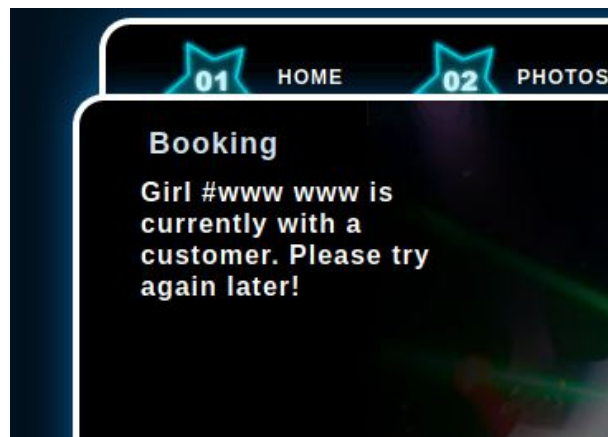 01 HOME 02 PHOTOS
Booking
Girl #www www is
currently with a
customer. Please try
again later!